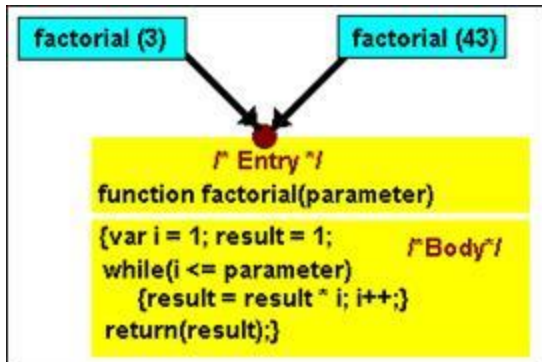 factorial (3)
factorial (43)
/* Entry */
function factorial(parameter)
{var i = 1; result = 1;
/*Body*/
while(i <= parameter)
{result = result * i; i++;}
return(result);}